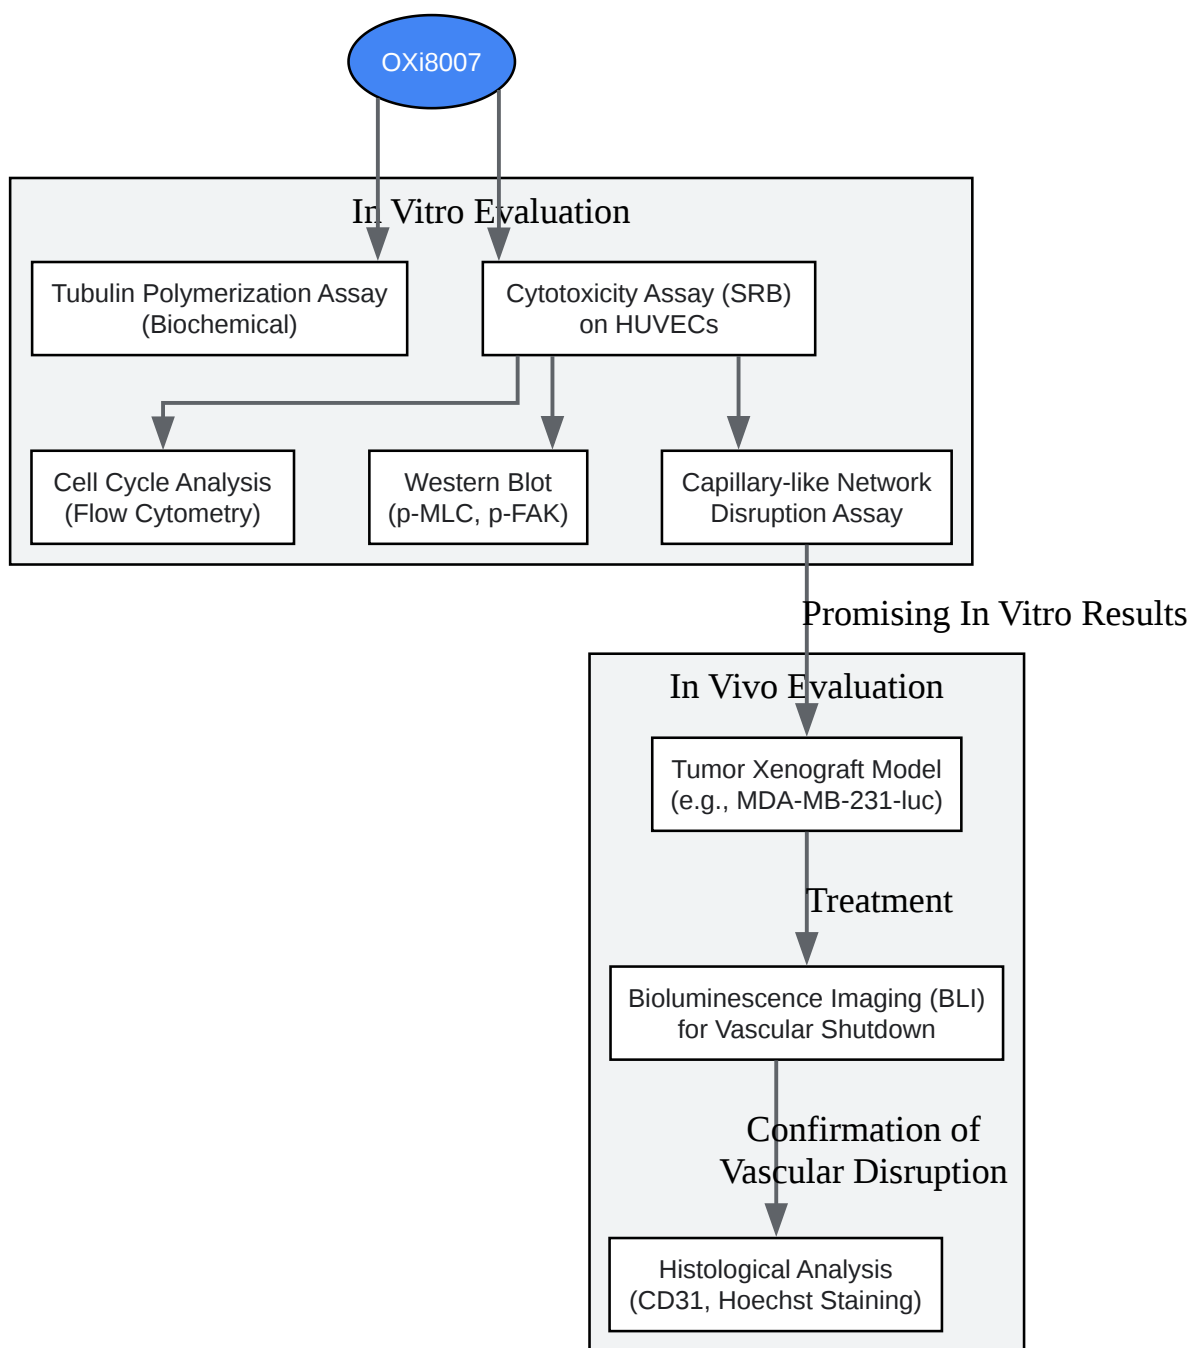 OXi8007
In Vitro Evaluation
Tubulin Polymerization Assay
(Biochemical)
Cytotoxicity Assay (SRB)
on HUVECs
Cell Cycle Analysis
(Flow Cytometry)
Western Blot
(p-MLC, p-FAK)
Capillary-like Network
Disruption Assay
Promising In Vitro Results
In Vivo Evaluation
Tumor Xenograft Model
(e.g., MDA-MB-231-luc)
Treatment
Bioluminescence Imaging (BLI)
for Vascular Shutdown
Confirmation of
Vascular Disruption
Histological Analysis
(CD31, Hoechst Staining)